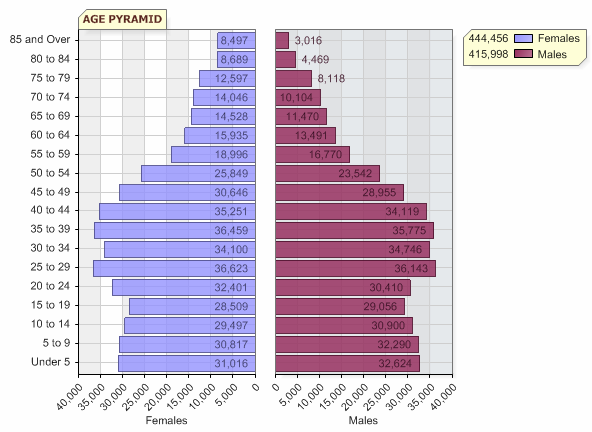 AGE PYRAMID
444,456 Females
415,998 Males
85 and Over 8,497 3,016
80 to 84 8,689 4,469
75 to 79 12,597 8,118
70 to 74 14,046 10,104
65 to 69 14,528 11,470
60 to 64 15,935 13,491
55 to 59 18,996 16,770
50 to 54 25,849 23,542
45 to 49 30,646 28,955
40 to 44 35,251 34,119
35 to 39 36,459 35,775
30 to 34 34,100 34,746
25 to 29 36,623 36,143
20 to 24 32,401 30,410
15 to 19 28,509 29,056
10 to 14 29,497 30,900
5 to 9 30,817 32,290
Under 5 31,016 32,624
40,000 35,000 30,000 25,000 20,000 15,000 10,000 5,000 0 0 5,000 10,000 15,000 20,000 25,000 30,000 35,000 40,000
Females Males